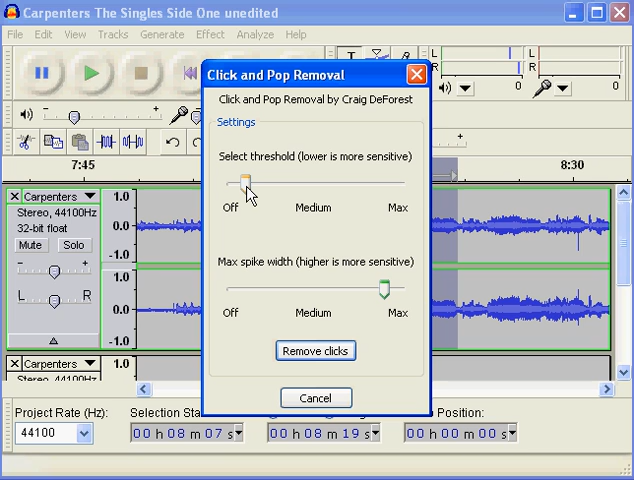 Carpenters The Singles Side One unedited
File Edit View Tracks Generate Effect Analyze Help
L
R
0
L
R
0
Click and Pop Removal
Click and Pop Removal by Craig DeForest
Settings
Select threshold (lower is more sensitive)
Off Medium Max
Max spike width (higher is more sensitive)
Off Medium Max
Remove clicks
Cancel
7:45 8:30
Carpenters 1.0
Stereo, 44100Hz
32-bit float
Mute Solo
0.0
-1.0
L R
1.0
0.0
-1.0
Carpenters 1.0
Project Rate (Hz):
44100
Selection Sta
00 h 08 m 07 s
00 h 08 m 19 s
Position:
00 h 00 m 00 s